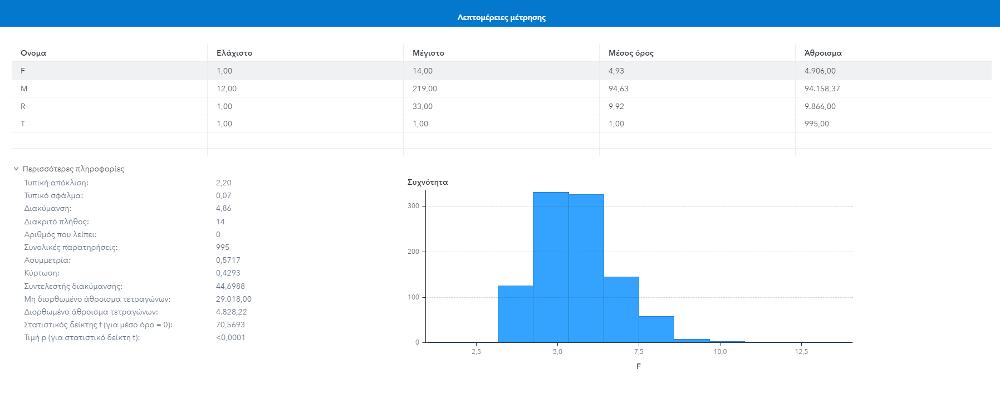 Λεπτομέρειες μέτρησης
Όνομα Ελάχιστο Μέγιστο Μέσος όρος Άθροισμα
F 1,00 14,00 4,93 4.906,00
M 12,00 219,00 94,63 94.158,37
R 1,00 33,00 9,92 9.866,00
T 1,00 1,00 1,00 995,00
Περισσότερες πληροφορίες
Τυπική απόκλιση: 2,20
Τυπικό σφάλμα: 0,07
Διακύμανση: 4,86
Διακριτό πλήθος: 14
Αριθμός που λείπει: 0
Συνολικές παρατηρήσεις: 995
Ασυμμετρία: 0,5717
Κύρτωση: 0,4293
Συντελεστής διακύμανσης: 44,6988
Μη διορθωμένο άθροισμα τετραγώνων: 29.018,00
Διορθωμένο άθροισμα τετραγώνων: 4.828,22
Στατιστικός δείκτης t (για μέσο όρο = 0): 70,5693
Τιμή p (για στατιστικό δείκτη t): <0,0001
Συχνότητα
300
200
100
0
2,5 5,0 7,5 10,0 12,5
F